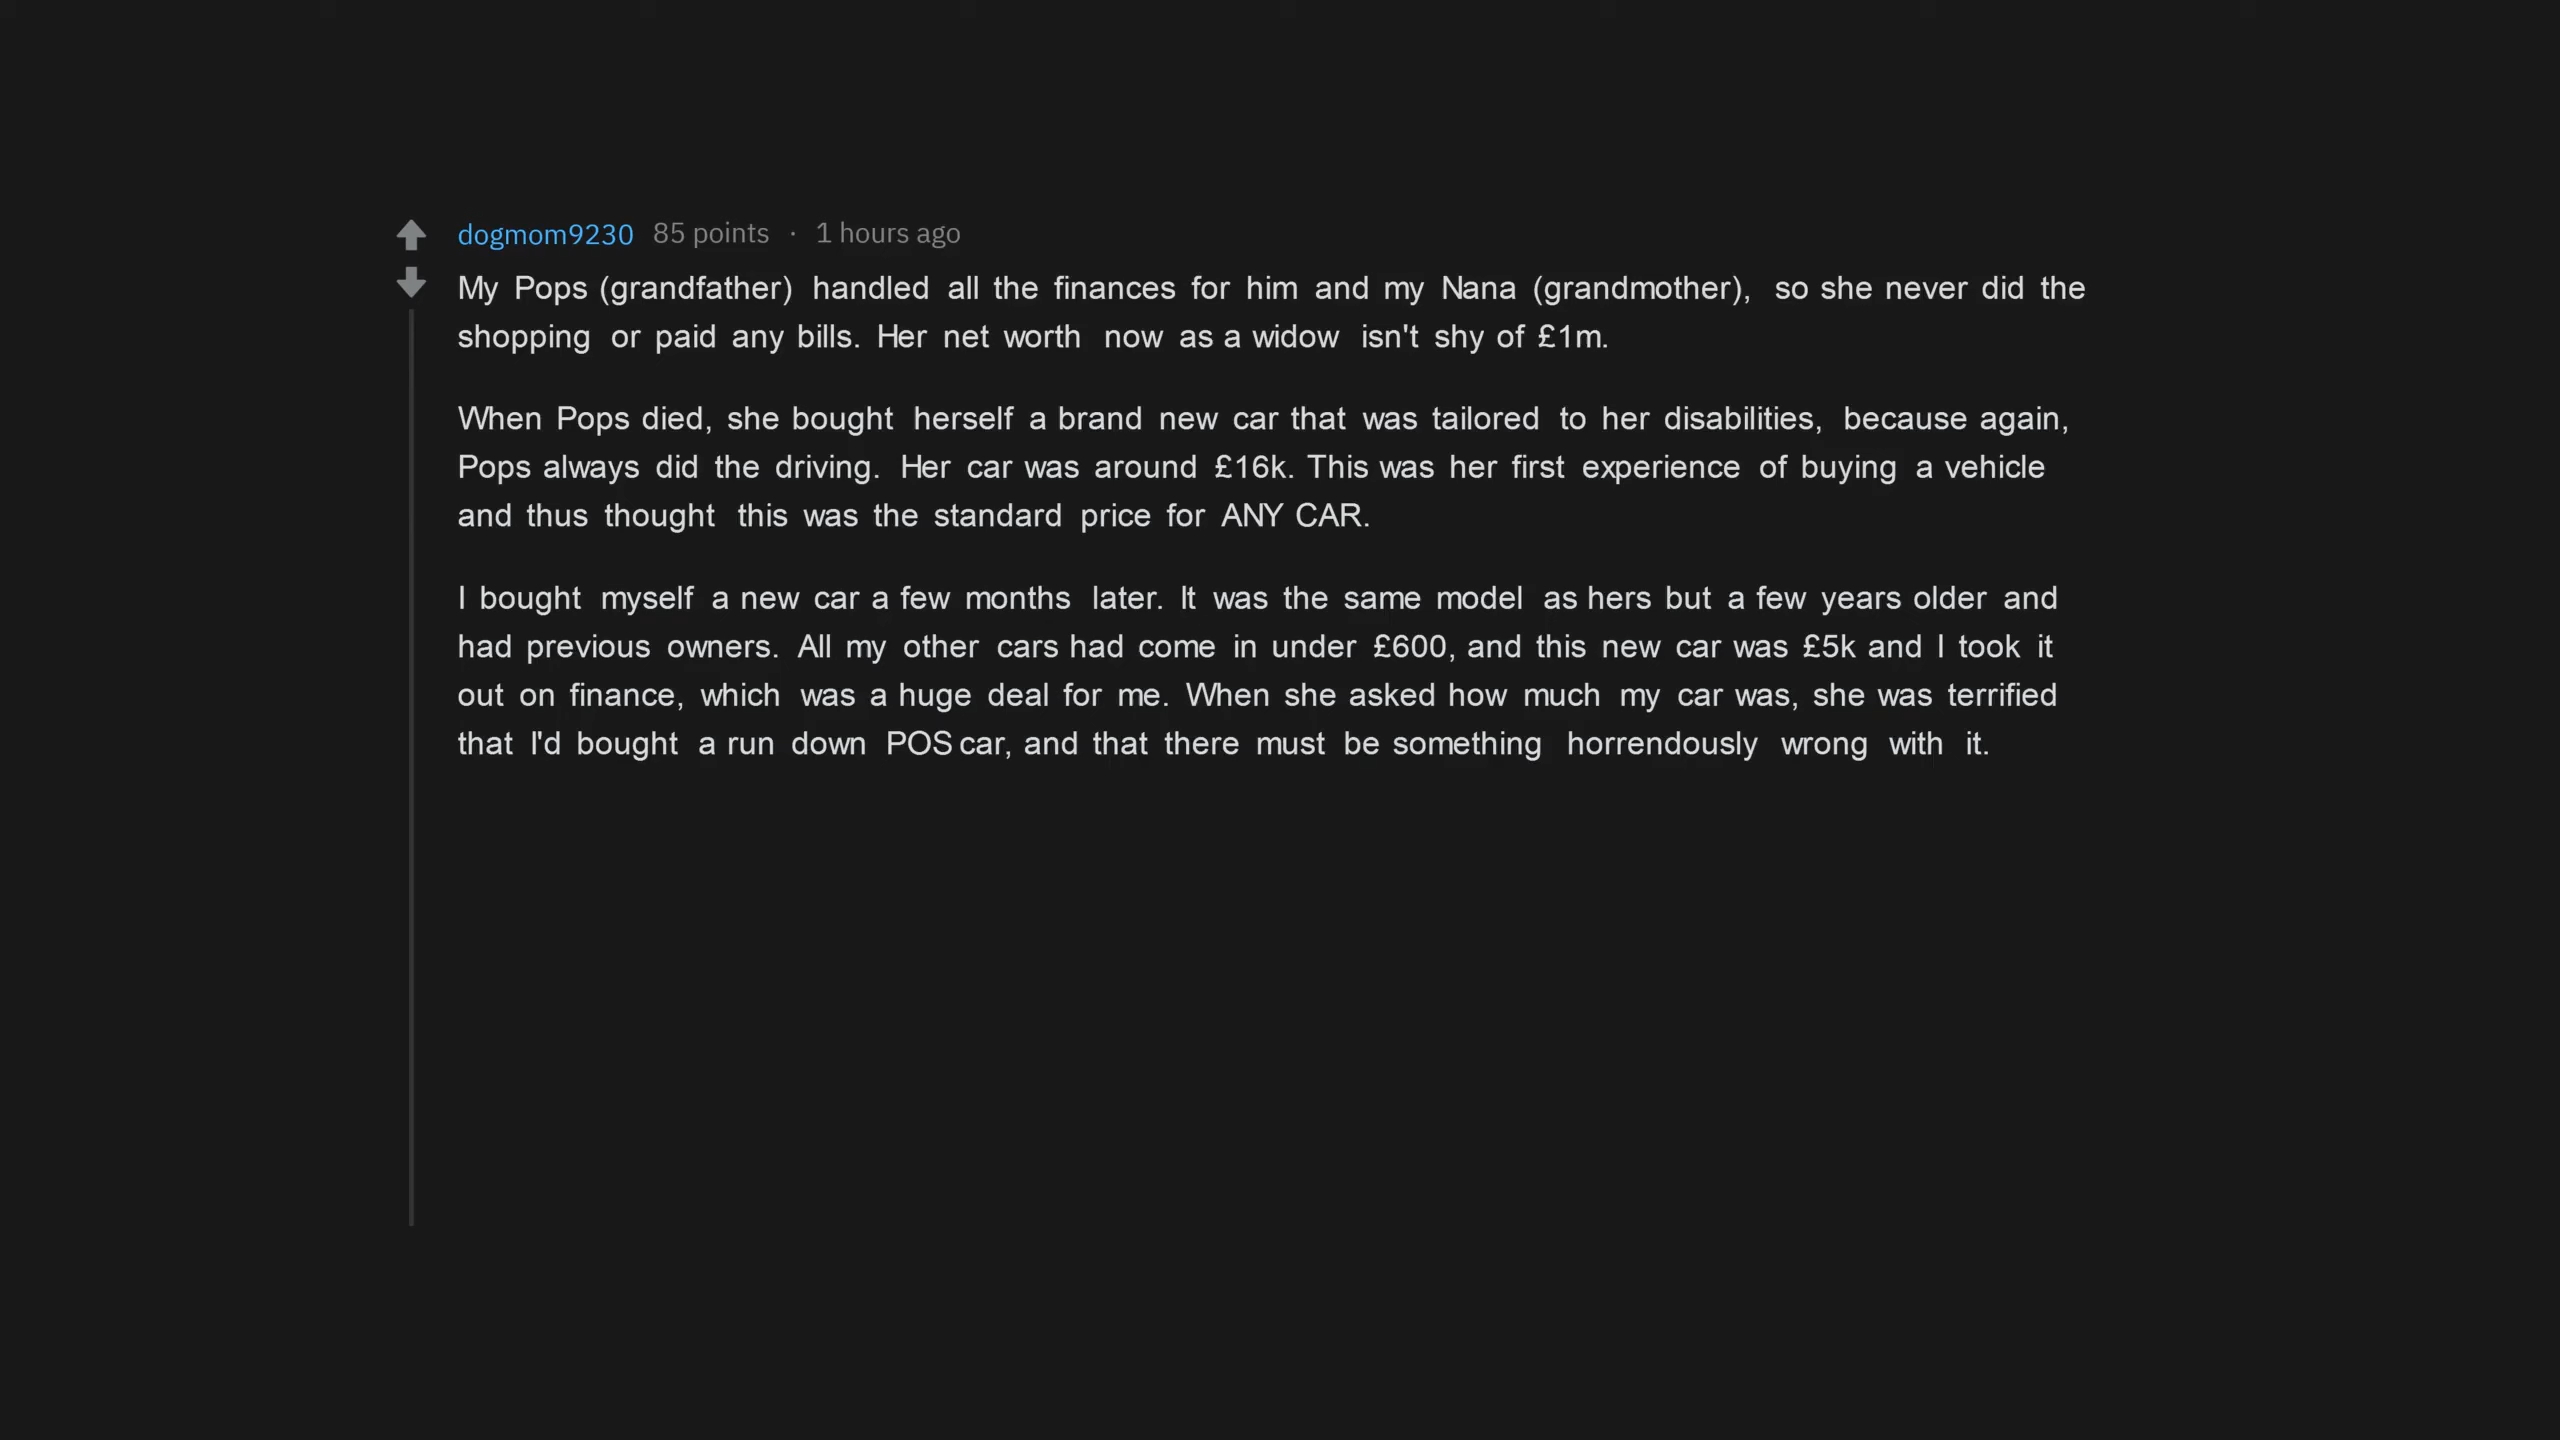 dogmom9230 85 points · 1 hours ago
My Pops (grandfather) handled all the finances for him and my Nana (grandmother), so she never did the
shopping or paid any bills. Her net worth now as a widow isn't shy of £1m.
When Pops died, she bought herself a brand new car that was tailored to her disabilities, because again,
Pops always did the driving. Her car was around £16k. This was her first experience of buying a vehicle
and thus thought this was the standard price for ANY CAR.
I bought myself a new car a few months later. It was the same model as hers but a few years older and
had previous owners. All my other cars had come in under £600, and this new car was £5k and I took it
out on finance, which was a huge deal for me. When she asked how much my car was, she was terrified
that I'd bought a run down POS car, and that there must be something horrendously wrong with it.